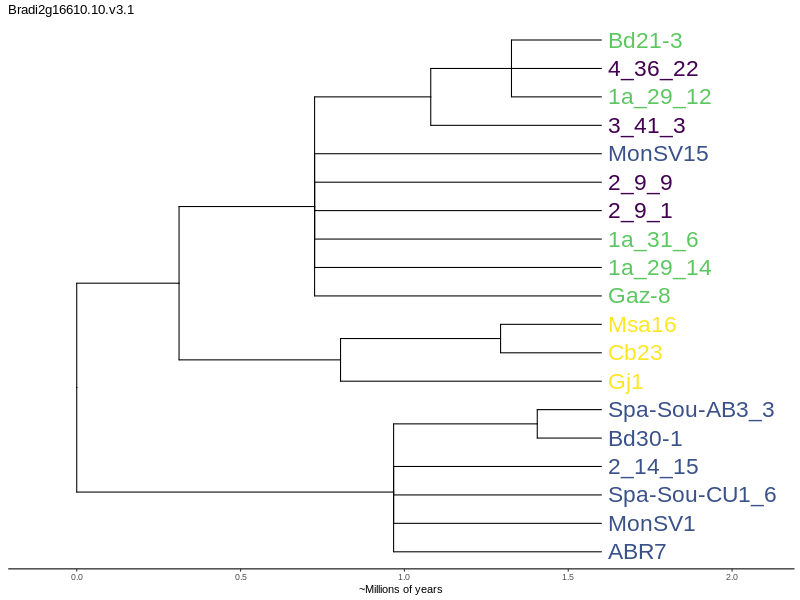 Bradi2g16610.10.v3.1
Bd21-3
4_36_22
1a_29_12
3_41_3
MonSV15
2_9_9
2_9_1
1a_31_6
1a_29_14
Gaz-8
Msa16
Cb23
Gj1
Spa-Sou-AB3_3
Bd30-1
2_14_15
Spa-Sou-CU1_6
MonSV1
ABR7
0.0 0.5 1.0 1.5 2.0
~Millions of years